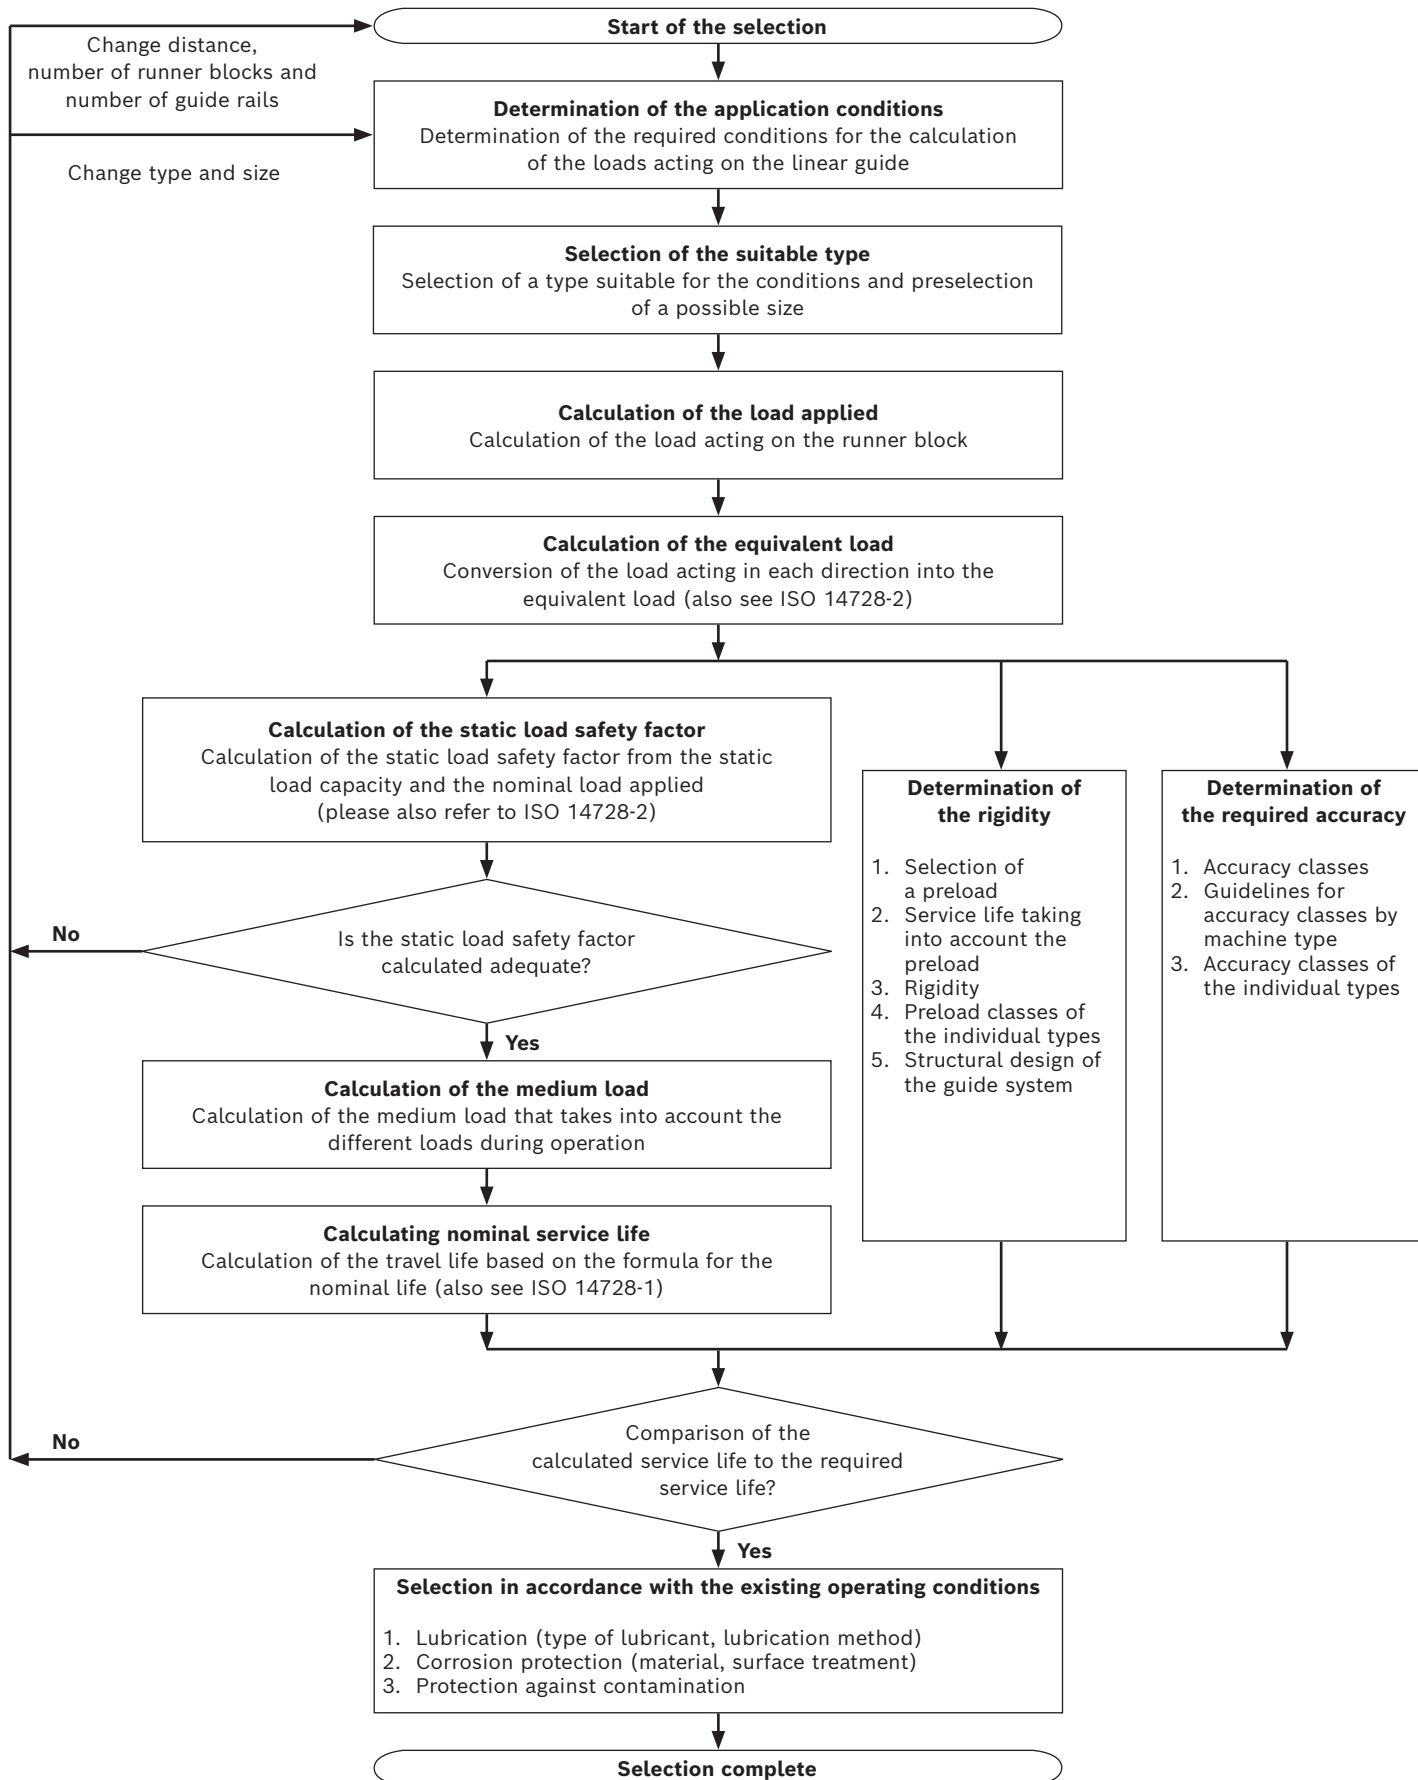 Start of the selection
Change distance,
number of runner blocks and
number of guide rails
Change type and size
Determination of the application conditions
Determination of the required conditions for the calculation
of the loads acting on the linear guide
Selection of the suitable type
Selection of a type suitable for the conditions and preselection
of a possible size
Calculation of the load applied
Calculation of the load acting on the runner block
Calculation of the equivalent load
Conversion of the load acting in each direction into the
equivalent load (also see ISO 14728-2)
Calculation of the static load safety factor
Calculation of the static load safety factor from the static
load capacity and the nominal load applied
(please also refer to ISO 14728-2)
Determination of
the rigidity
1. Selection of
a preload
2. Service life taking
into account the
preload
3. Rigidity
4. Preload classes of
the individual types
5. Structural design of
the guide system
Determination of
the required accuracy
1. Accuracy classes
2. Guidelines for
accuracy classes by
machine type
3. Accuracy classes of
the individual types
No
Is the static load safety factor
calculated adequate?
Yes
Calculation of the medium load
Calculation of the medium load that takes into account the
different loads during operation
Calculating nominal service life
Calculation of the travel life based on the formula for the
nominal life (also see ISO 14728-1)
No
Comparison of the
calculated service life to the required
service life?
Yes
Selection in accordance with the existing operating conditions
1. Lubrication (type of lubricant, lubrication method)
2. Corrosion protection (material, surface treatment)
3. Protection against contamination
Selection complete